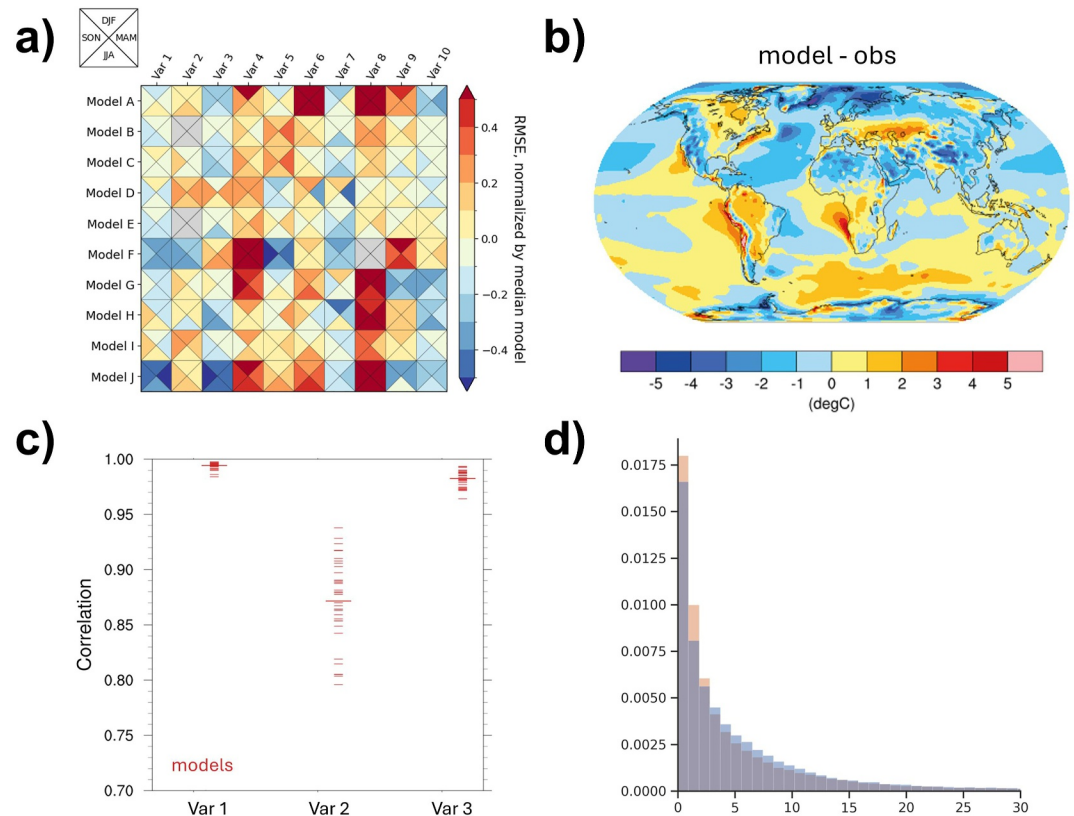 a)
DJF
SON
MAM
JJA
Var 1
Var 2
Var 3
Var 4
Var 5
Var 6
Var 7
Var 8
Var 9
Var 10
Model A
Model B
Model C
Model D
Model E
Model F
Model G
Model H
Model I
Model J
0.4
0.2
0.0
−0.2
−0.4
RMSE, normalized by median model
b)
model - obs
-5 -4 -3 -2 -1 0 1 2 3 4 5
(degC)
c)
1.00
0.95
0.90
0.85
0.80
0.75
0.70
Correlation
models
Var 1 Var 2 Var 3
d)
0.0175
0.0150
0.0125
0.0100
0.0075
0.0050
0.0025
0.0000
0 5 10 15 20 25 30